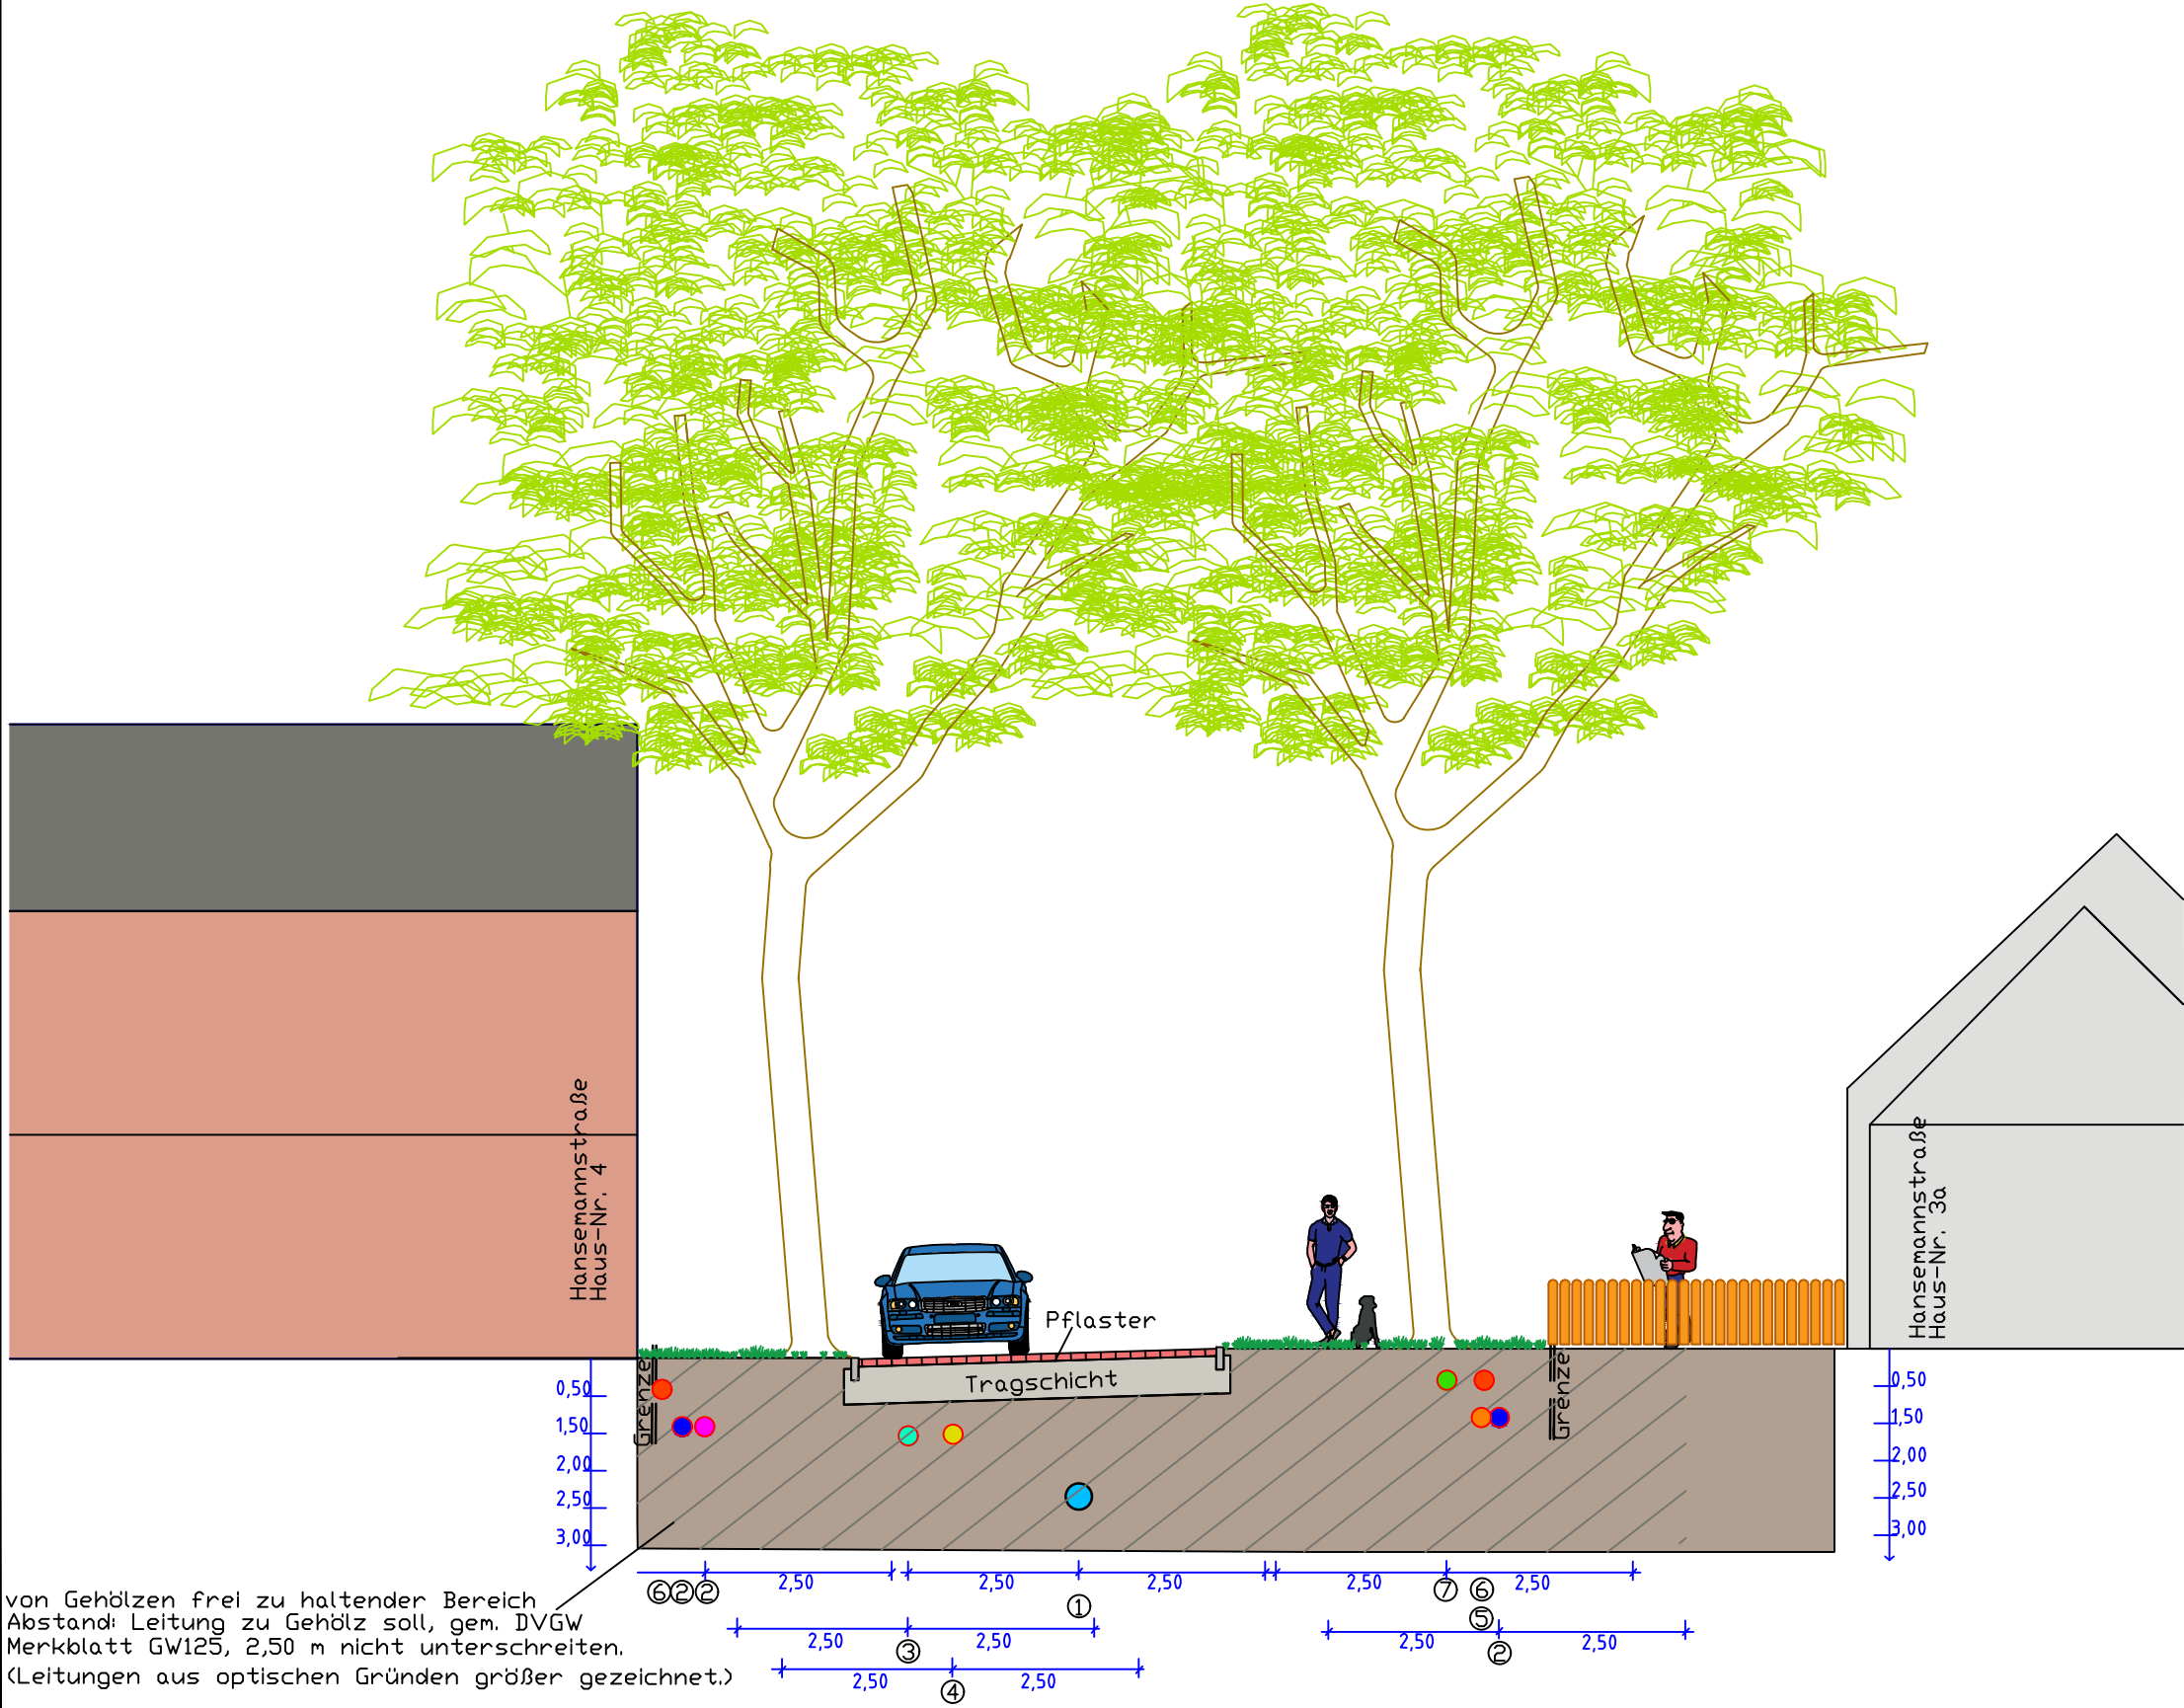 Hansemannstraße
Haus-Nr. 4
Hansemannstraße
Haus-Nr. 3a
Pflaster
Tragschicht
Grenze
Grenze
0,50
1,50
2,00
2,50
3,00
0,50
1,50
2,00
2,50
3,00
⑥②② 2,50 2,50 2,50 2,50 ⑦ ⑥ 2,50
①
⑤
2,50 ③ 2,50
2,50 ② 2,50
2,50 ④ 2,50
von Gehölzen frei zu haltender Bereich
Abstand: Leitung zu Gehölz soll, gem. DVGW
Merkblatt GW125, 2,50 m nicht unterschreiten.
(Leitungen aus optischen Gründen größer gezeichnet.)